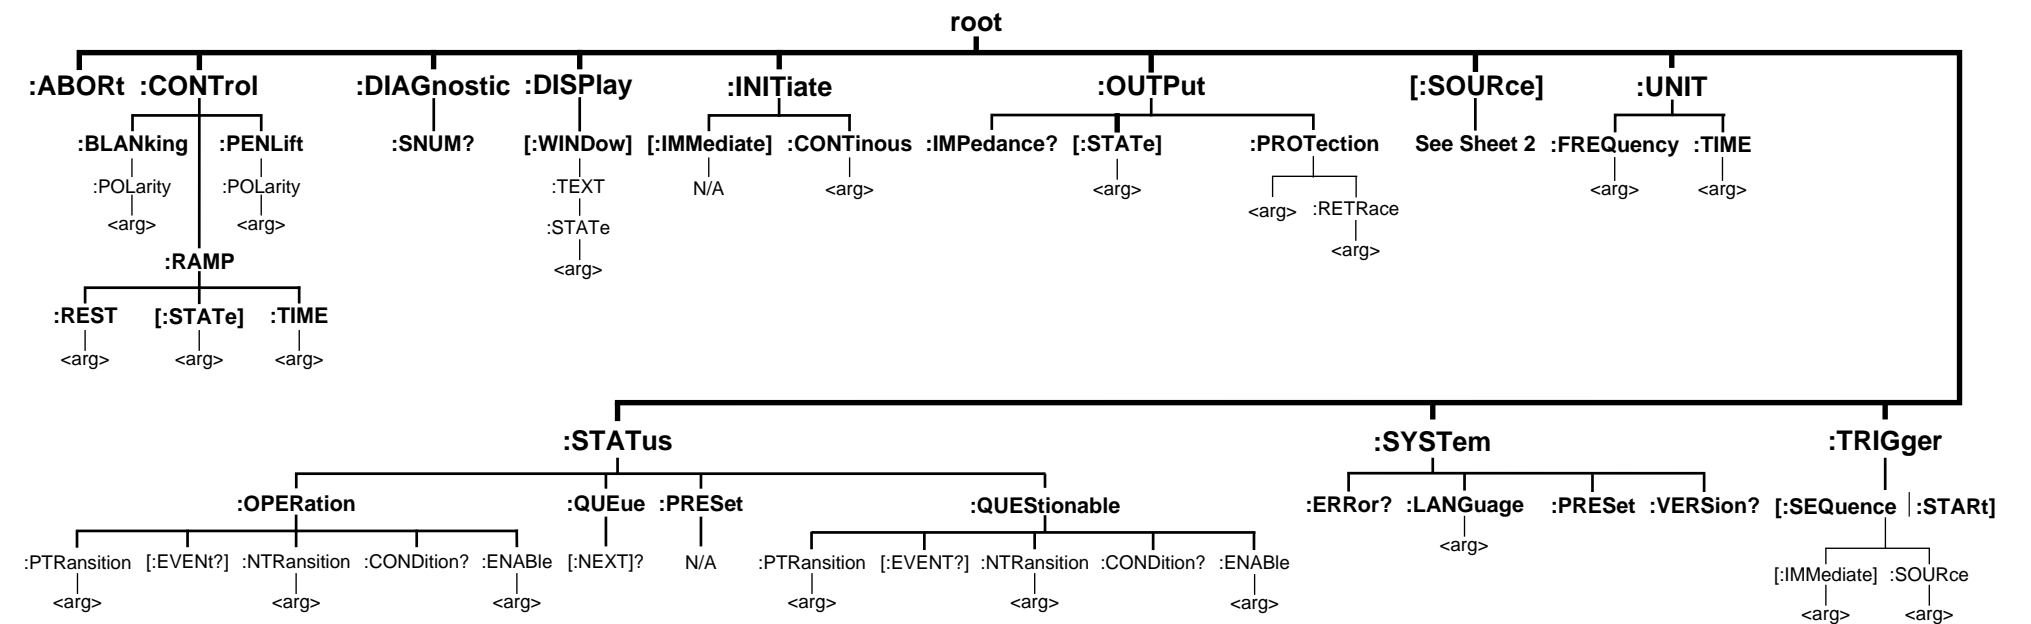 root
:ABORt :CONTrol :DIAGnostic :DISPlay :INITiate :OUTPut [:SOURce] :UNIT
:BLANking :PENLift :SNUM? [:WINDow] [:IMMediate] :CONTinous :IMPedance? [:STATe] :PROTection See Sheet 2 :FREQuency :TIME
:POLarity :POLarity :TEXT N/A <arg> <arg> <arg> <arg>
<arg> :RETRace
<arg> <arg> :STATe
<arg>
:RAMP <arg>
:REST [:STATe] :TIME
<arg> <arg> <arg>
:STATus :SYSTem :TRIGger
:OPERation :QUEue :PRESet :QUEStionable :ERRor? :LANGuage :PRESet :VERSion? [:SEQuence | :STARt]
<arg>
:PTRansition [:EVENt?] :NTRansition :CONDition? :ENABle [:NEXT]? N/A :PTRansition [:EVENT?] :NTRansition :CONDition? :ENABle
[:IMMediate] :SOURce
<arg> <arg> <arg> <arg> <arg> <arg>
<arg> <arg>